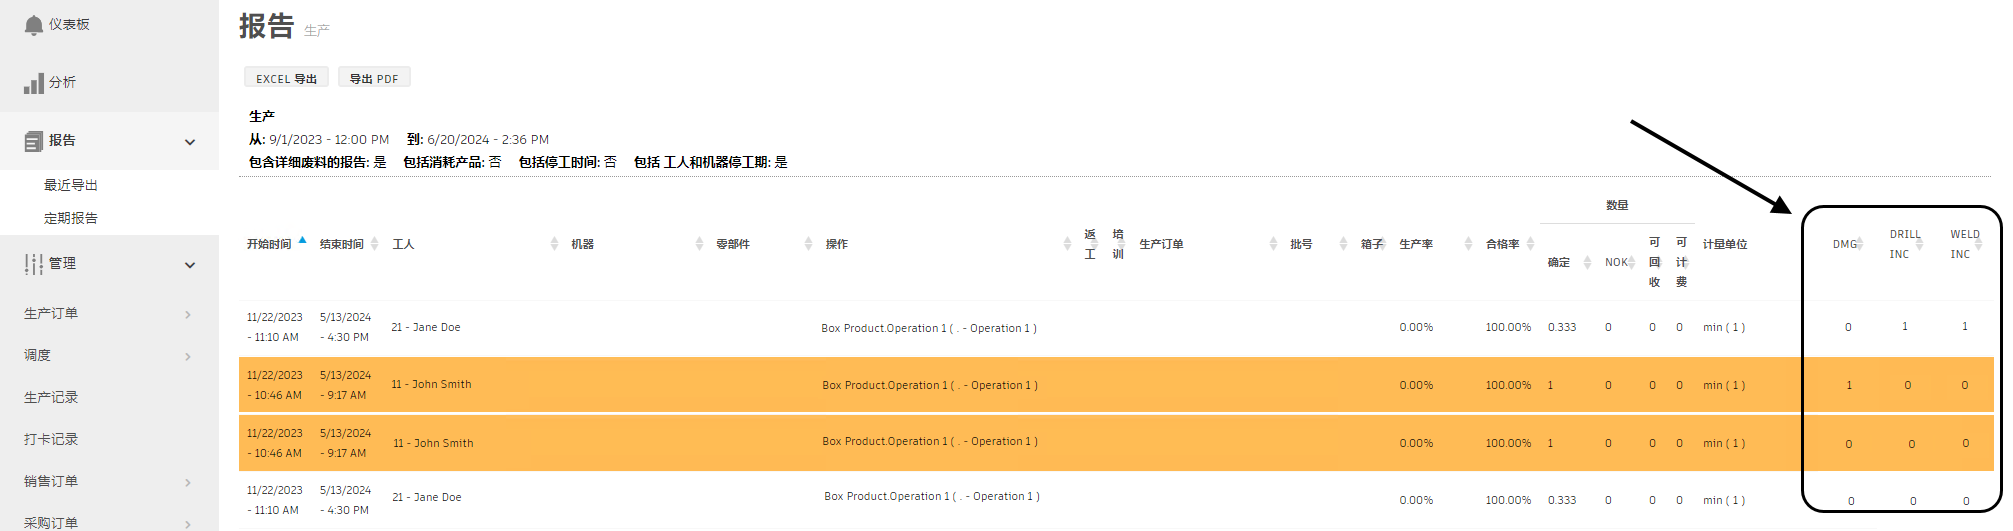 仪表板
分析
报告
最近导出
定期报告
管理
生产订单
调度
生产记录
打卡记录
销售订单
采购订单
报告 生产
EXCEL 导出 导出 PDF
生产
从: 9/1/2023 - 12:00 PM 到: 6/20/2024 - 2:36 PM
包含详细废料的报告: 是 包括消耗产品: 否 包括停工时间: 否 包括 工人和机器停工期: 是
数量
开始时间 结束时间 工人 机器 零部件 操作 返工 培训 生产订单 批号 箱子 生产率 合格率 确定 NOK 可回收 可计费 计量单位 DMG DRILL INC WELD INC
11/22/2023 - 11:10 AM 5/13/2024 - 4:30 PM 21 - Jane Doe Box Product.Operation 1 ( . - Operation 1 ) 0.00% 100.00% 0.333 0 0 0 min ( 1 ) 0 1 1
11/22/2023 - 10:46 AM 5/13/2024 - 9:17 AM 11 - John Smith Box Product.Operation 1 ( . - Operation 1 ) 0.00% 100.00% 1 0 0 0 min ( 1 ) 1 0 0
11/22/2023 - 10:46 AM 5/13/2024 - 9:17 AM 11 - John Smith Box Product.Operation 1 ( . - Operation 1 ) 0.00% 100.00% 1 0 0 0 min ( 1 ) 0 0 0
11/22/2023 - 11:10 AM 5/13/2024 - 4:30 PM 21 - Jane Doe Box Product.Operation 1 ( . - Operation 1 ) 0.00% 100.00% 0.333 0 0 0 min ( 1 ) 0 0 0